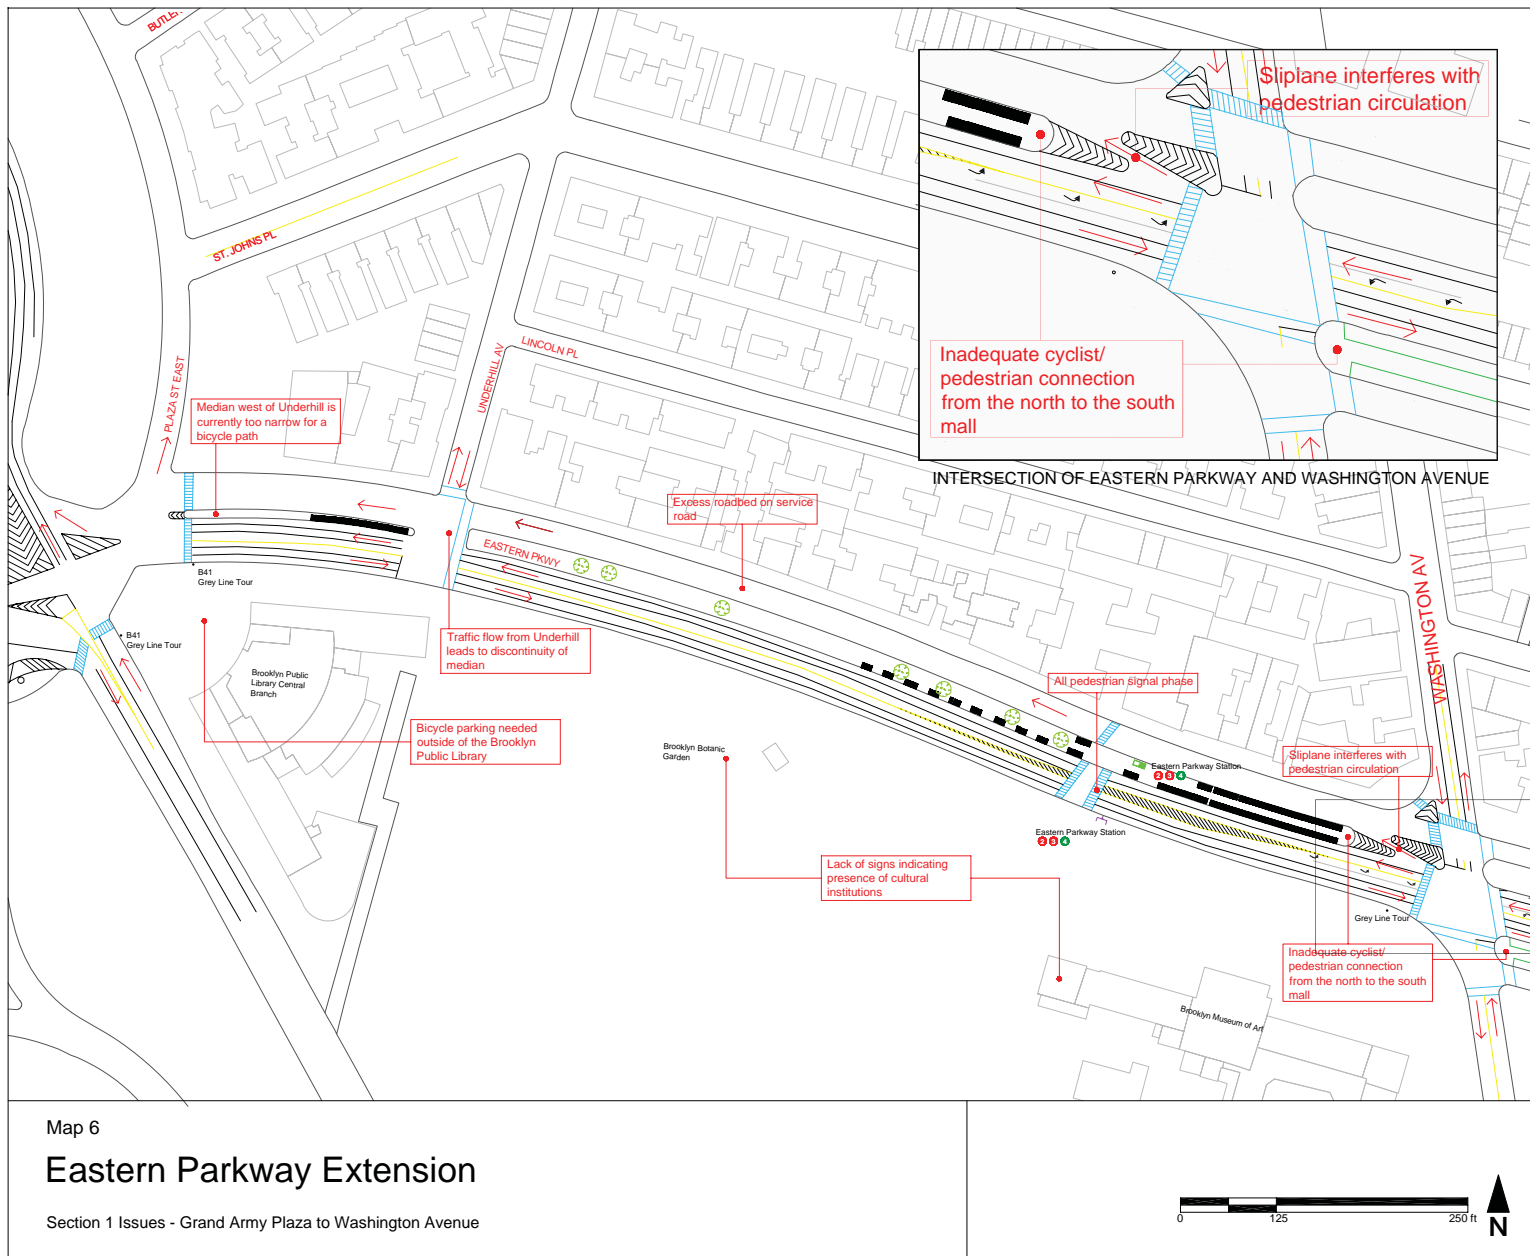 BUTLER
ST. JOHNS PL
PLAZA ST EAST
UNDERHILL AV
LINCOLN PL
Sliplane interferes with
pedestrian circulation
Inadequate cyclist/
pedestrian connection
from the north to the south
mall
INTERSECTION OF EASTERN PARKWAY AND WASHINGTON AVENUE
Median west of Underhill is
currently too narrow for a
bicycle path
Excess roadbed on service
road
EASTERN PKWY
WASHINGTON AV
B41
Grey Line Tour
B41
Grey Line Tour
Traffic flow from Underhill
leads to discontinuity of
median
Brooklyn Public
Library Central
Branch
All pedestrian signal phase
Bicycle parking needed
outside of the Brooklyn
Public Library
Brooklyn Botanic
Garden
Eastern Parkway Station
2 3 4
Sliplane interferes with
pedestrian circulation
Eastern Parkway Station
2 3 4
Lack of signs indicating
presence of cultural
institutions
Grey Line Tour
Inadequate cyclist/
pedestrian connection
from the north to the south
mall
Brooklyn Museum of Art
Map 6
Eastern Parkway Extension
Section 1 Issues - Grand Army Plaza to Washington Avenue
0 125 250 ft
N